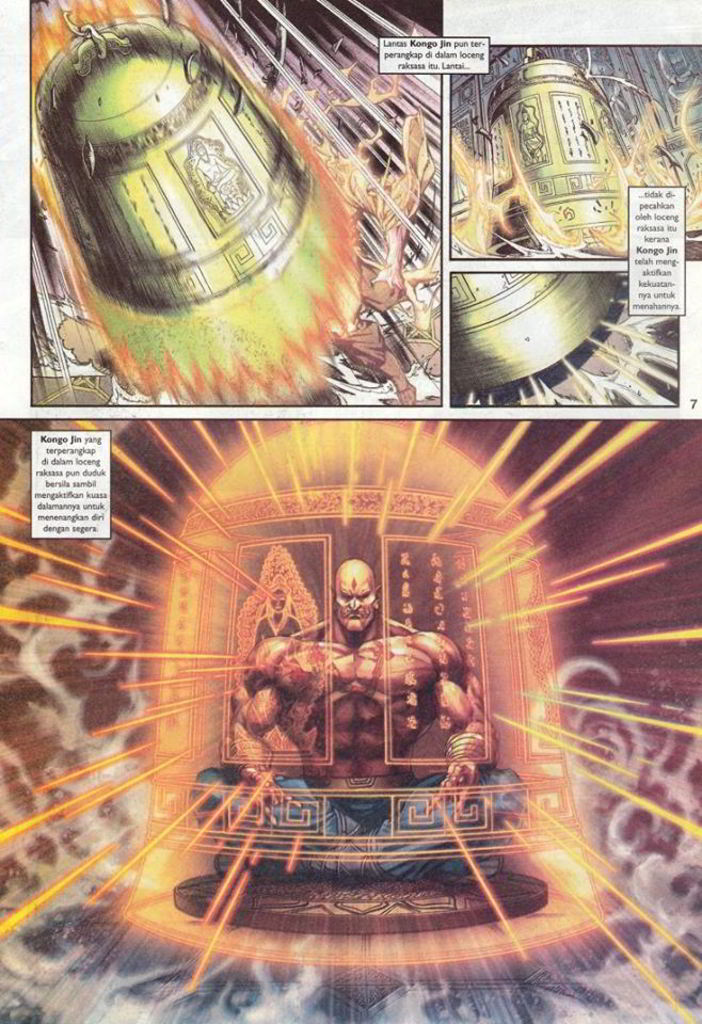 Lantas Kongo Jin pun ter-
perangkap di dalam loceng
raksasa itu. Lantai...
...tidak di-
pecahkan
oleh loceng
raksasa itu
kerana
Kongo Jin
telah meng-
aktifkan
kekuatan-
nya untuk
menahannya.
7
Kongo Jin yang
terperangkap
di dalam loceng
raksasa pun duduk
bersila sambil
mengaktifkan kuasa
dalamannya untuk
menenangkan diri
dengan segera.